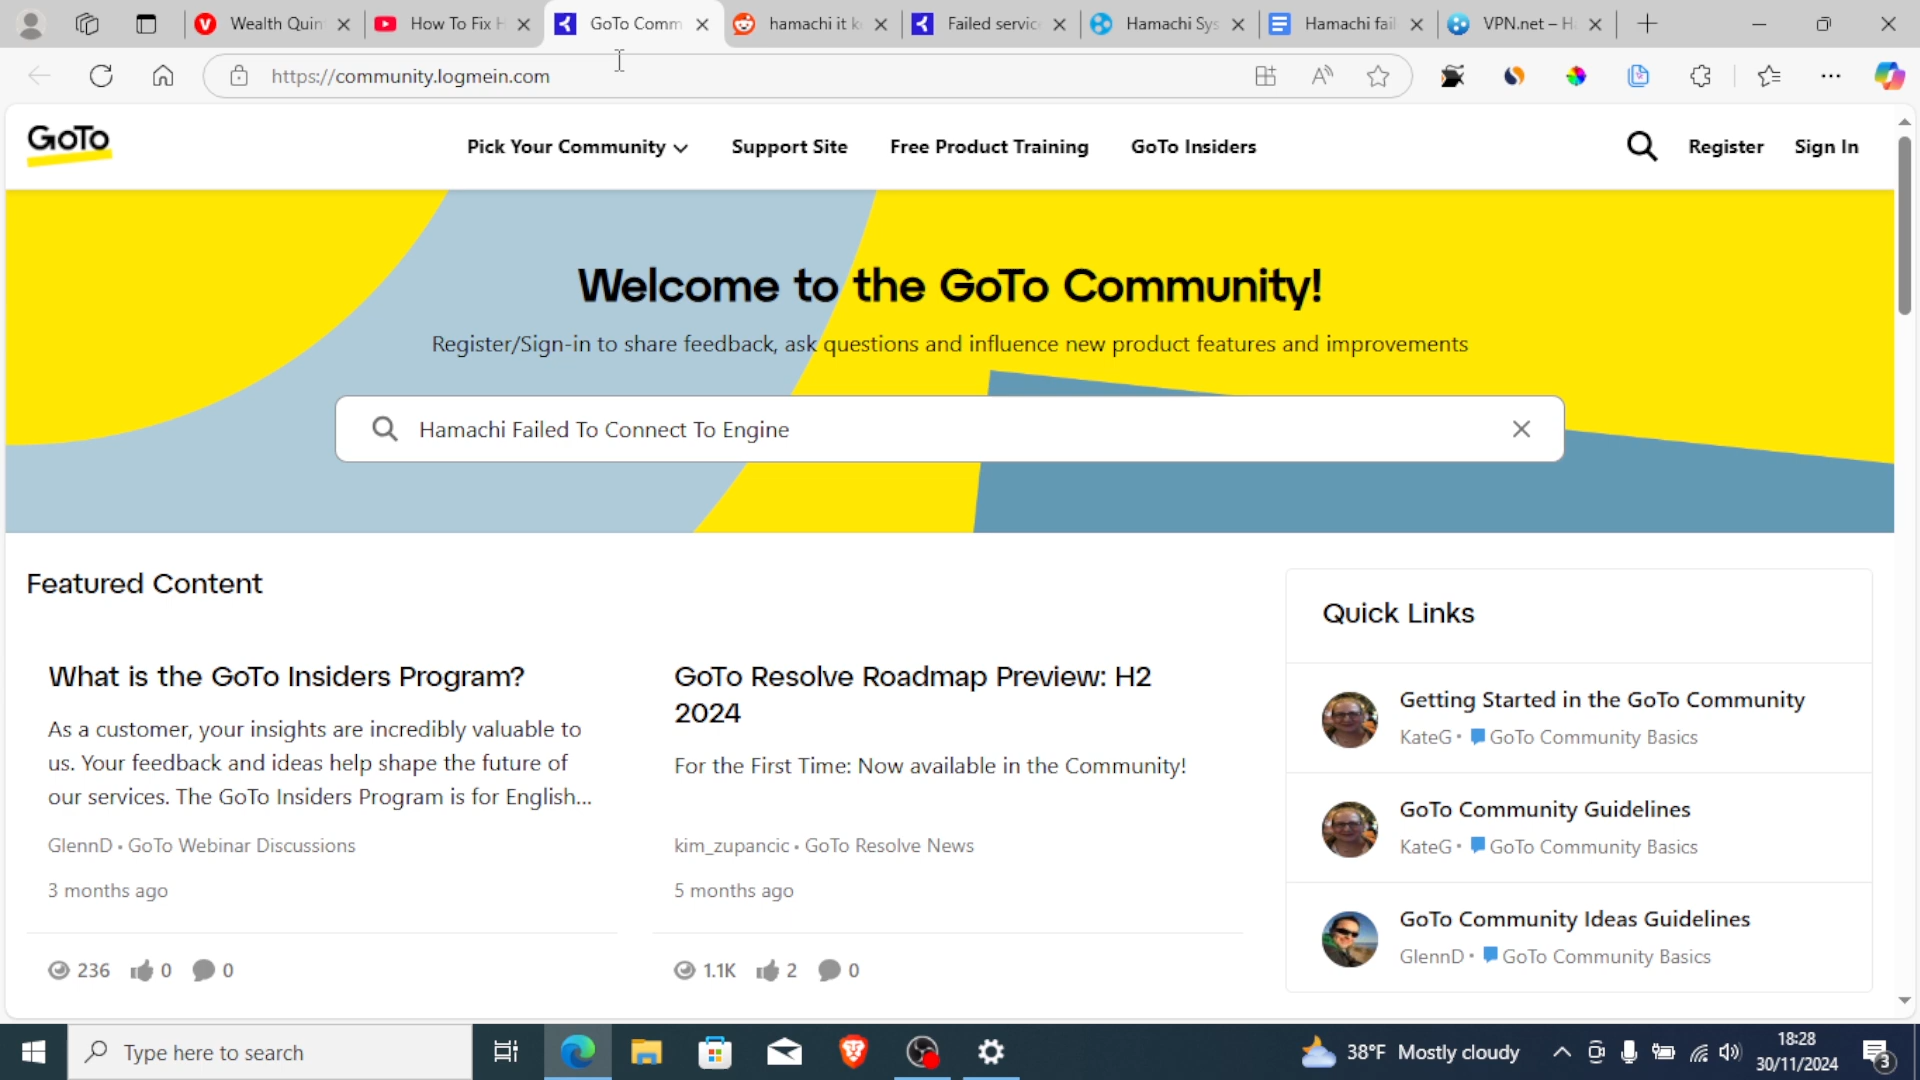 Wealth Quin
How To Fix H
GoTo Comm
hamachi it k
Failed servic
Hamachi Sys
Hamachi fail
VPN.net – H
https://community.logmein.com
GoTo
Pick Your Community
Support Site
Free Product Training
GoTo Insiders
Register
Sign In
Welcome to the GoTo Community!
Register/Sign-in to share feedback, ask questions and influence new product features and improvements
Hamachi Failed To Connect To Engine
Featured Content
What is the GoTo Insiders Program?
As a customer, your insights are incredibly valuable to
us. Your feedback and ideas help shape the future of
our services. The GoTo Insiders Program is for English...
GlennD • GoTo Webinar Discussions
3 months ago
236
0
0
GoTo Resolve Roadmap Preview: H2
2024
For the First Time: Now available in the Community!
kim_zupancic • GoTo Resolve News
5 months ago
1.1K
2
0
Quick Links
Getting Started in the GoTo Community
KateG • GoTo Community Basics
GoTo Community Guidelines
KateG • GoTo Community Basics
GoTo Community Ideas Guidelines
GlennD • GoTo Community Basics
Type here to search
38°F Mostly cloudy
18:28
30/11/2024
3